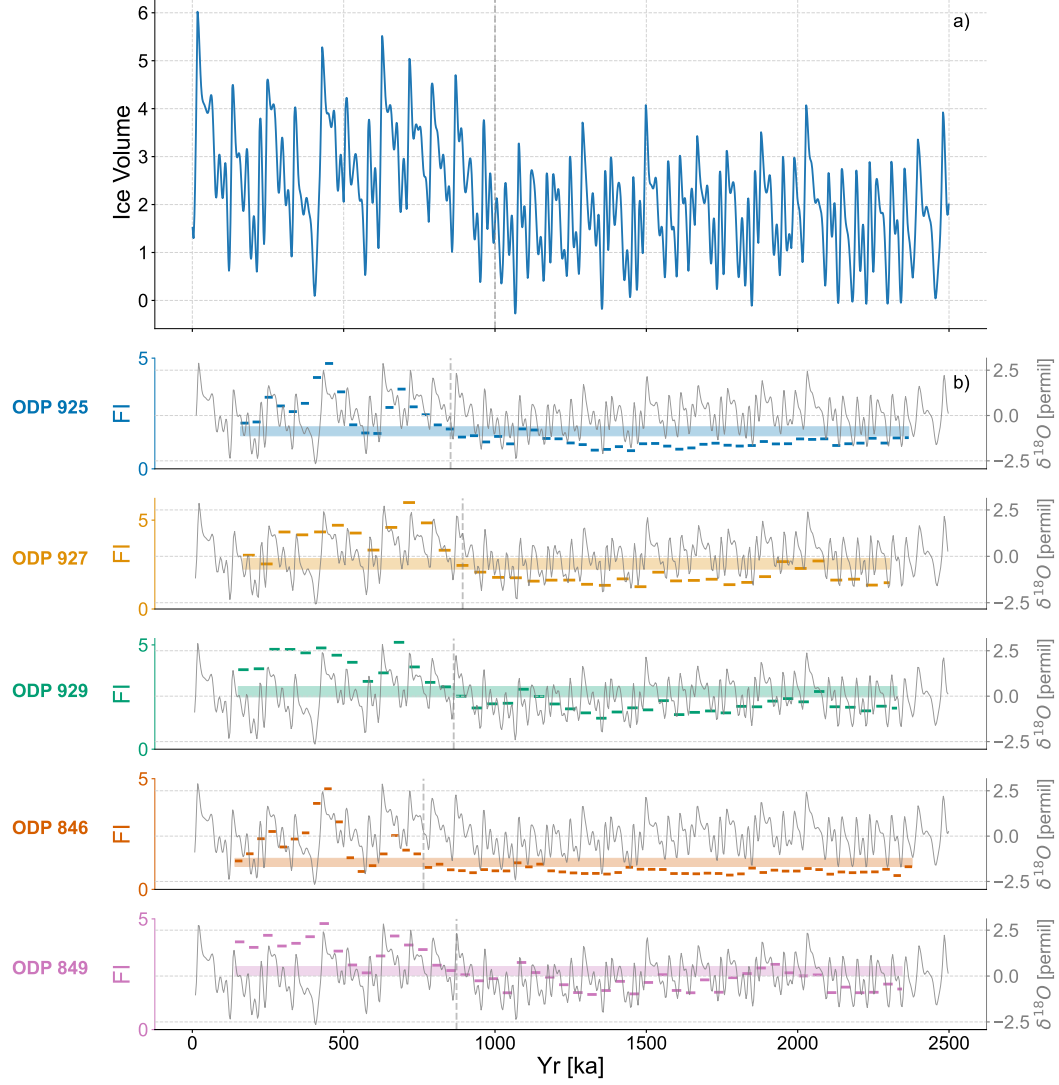 a)
Ice Volume
6
5
4
3
2
1
0
b)
ODP 925
FI
5
0
2.5
0.0
−2.5
δ¹⁸O [permil]
ODP 927
FI
5
0
2.5
0.0
−2.5
δ¹⁸O [permil]
ODP 929
FI
5
0
2.5
0.0
−2.5
δ¹⁸O [permil]
ODP 846
FI
5
0
2.5
0.0
−2.5
δ¹⁸O [permil]
ODP 849
FI
5
0
2.5
0.0
−2.5
δ¹⁸O [permil]
0 500 1000 1500 2000 2500
Yr [ka]